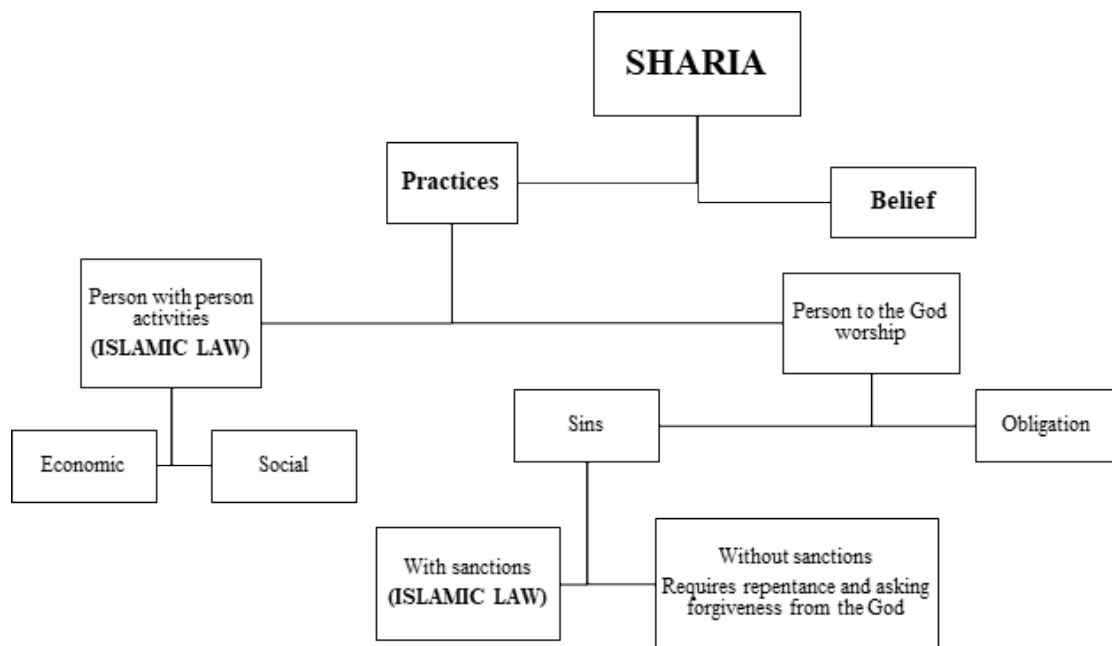 SHARIA
Practices
Belief
Person with person
activities
(ISLAMIC LAW)
Person to the God
worship
Economic
Social
Sins
Obligation
With sanctions
(ISLAMIC LAW)
Without sanctions
Requires repentance and asking
forgiveness from the God